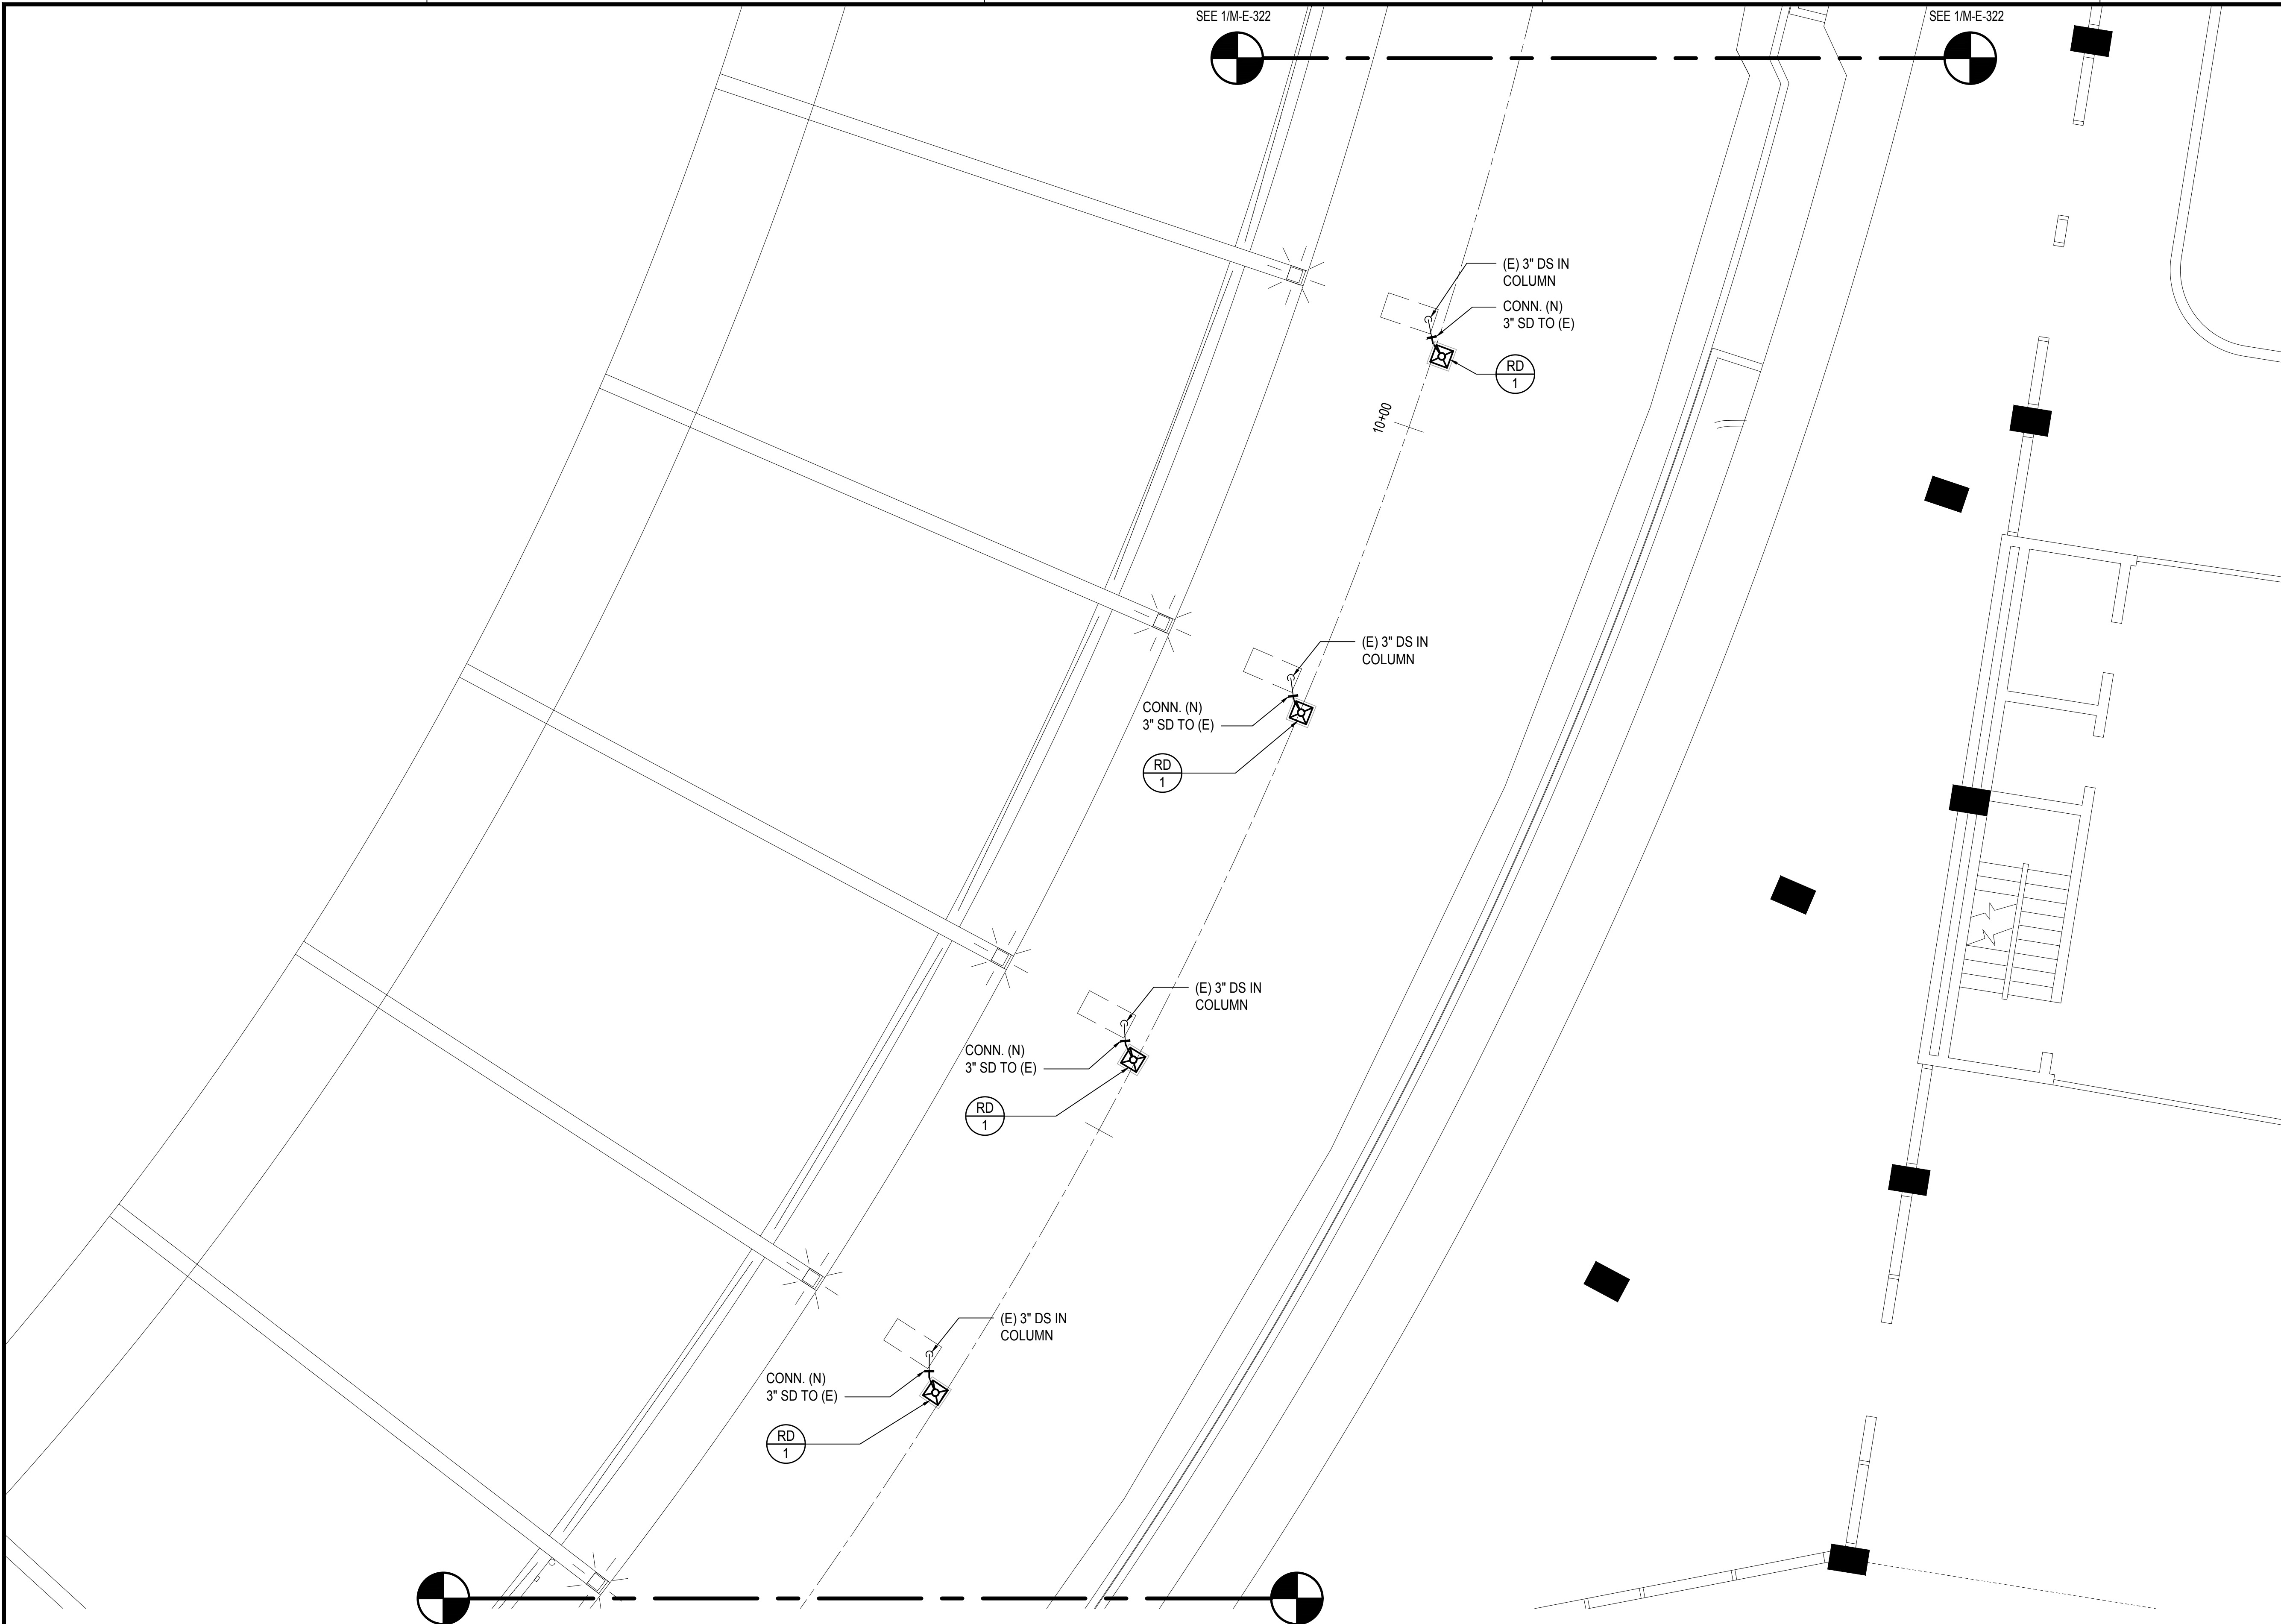 SEE 1/M-E-322
SEE 1/M-E-322
(E) 3" DS IN
COLUMN
CONN. (N)
3" SD TO (E)
RD
1
10+00
(E) 3" DS IN
COLUMN
CONN. (N)
3" SD TO (E)
RD
1
(E) 3" DS IN
COLUMN
CONN. (N)
3" SD TO (E)
RD
1
(E) 3" DS IN
COLUMN
CONN. (N)
3" SD TO (E)
RD
1